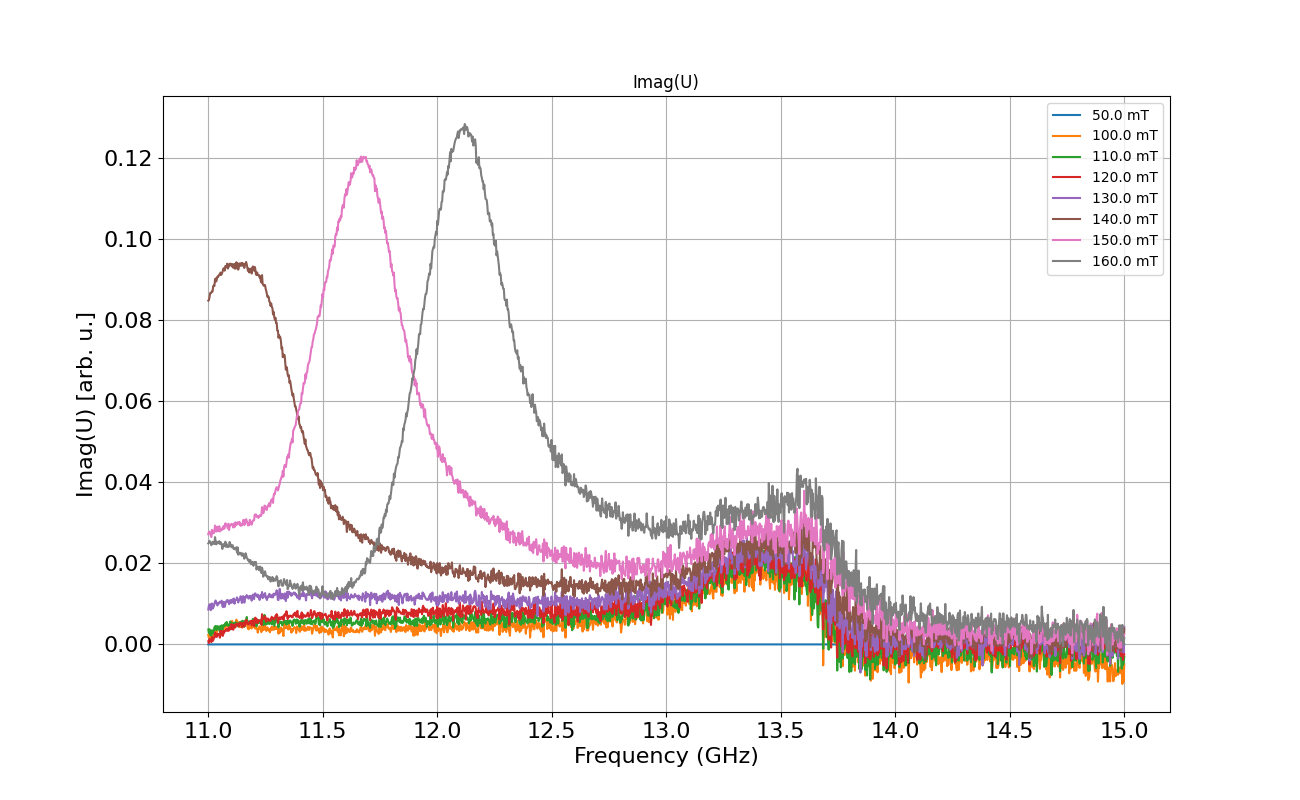 Imag(U)
50.0 mT
100.0 mT
110.0 mT
120.0 mT
130.0 mT
140.0 mT
150.0 mT
160.0 mT
Imag(U) [arb. u.]
0.12
0.10
0.08
0.06
0.04
0.02
0.00
11.0 11.5 12.0 12.5 13.0 13.5 14.0 14.5 15.0
Frequency (GHz)